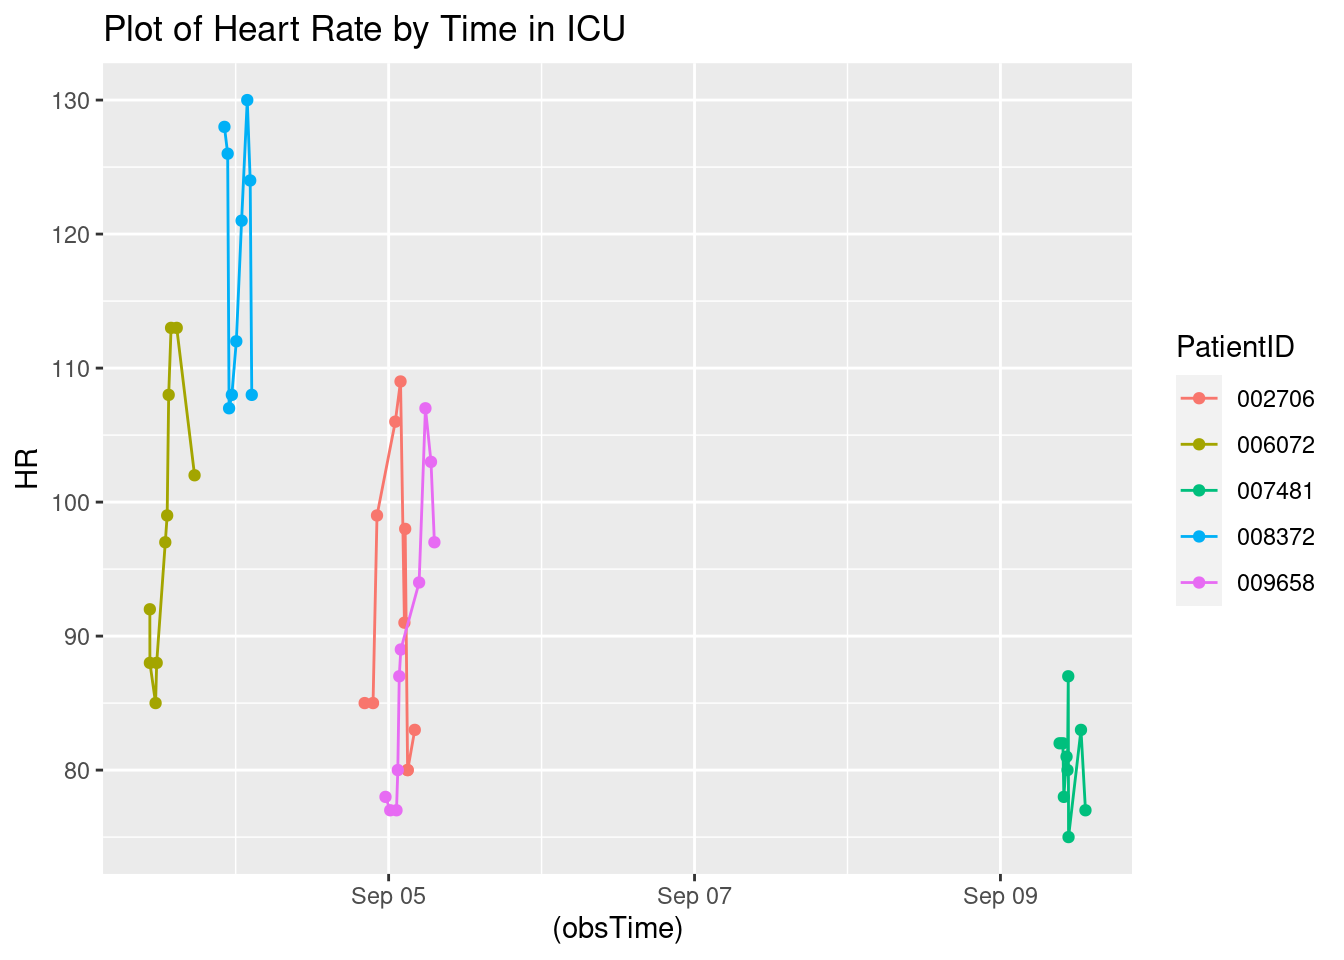 Plot of Heart Rate by Time in ICU
130
120
110
100
90
80
HR
Sep 05
Sep 07
Sep 09
(obsTime)
PatientID
002706
006072
007481
008372
009658